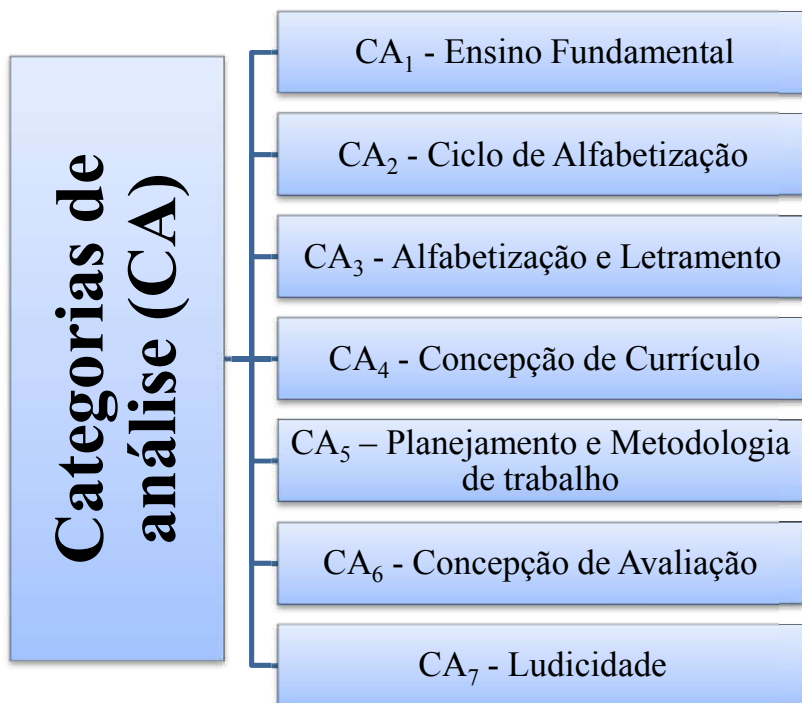 Categorias de
análise (CA)
CA₁ - Ensino Fundamental
CA₂ - Ciclo de Alfabetização
CA₃ - Alfabetização e Letramento
CA₄ - Concepção de Currículo
CA₅ – Planejamento e Metodologia
de trabalho
CA₆ - Concepção de Avaliação
CA₇ - Ludicidade